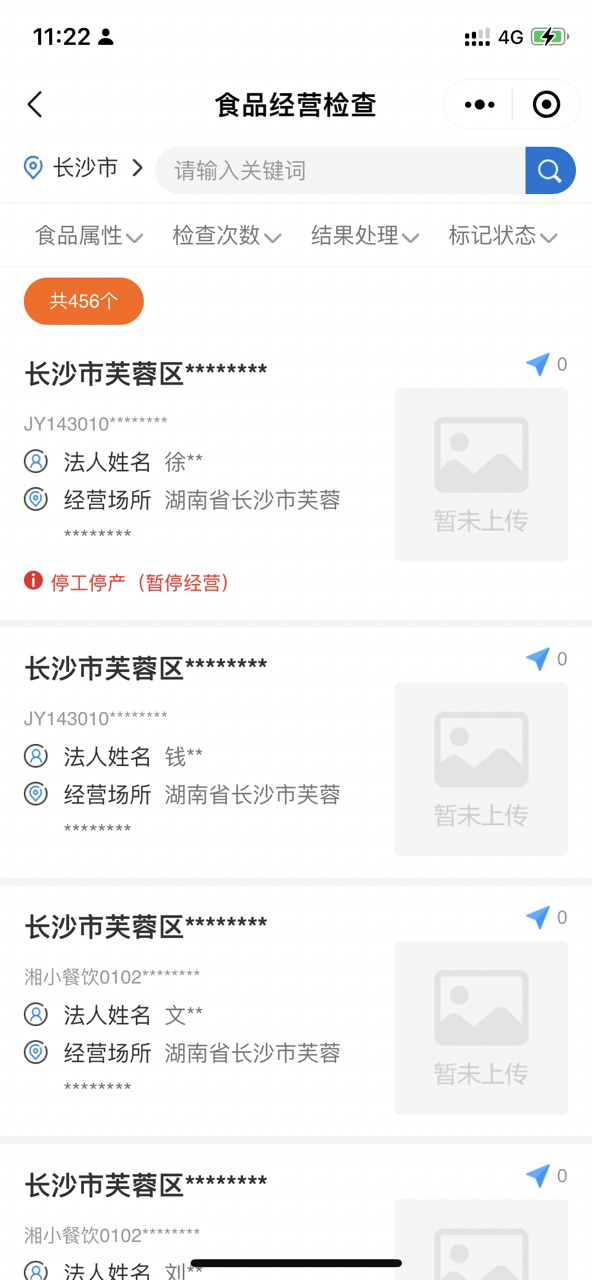 11:22
4G
食品经营检查
长沙市
请输入关键词
食品属性 检查次数 结果处理 标记状态
共456个
长沙市芙蓉区********
0
JY143010********
法人姓名 徐**
经营场所 湖南省长沙市芙蓉
********
暂未上传
停工停产（暂停经营）
长沙市芙蓉区********
0
JY143010********
法人姓名 钱**
经营场所 湖南省长沙市芙蓉
********
暂未上传
长沙市芙蓉区********
0
湘小餐饮0102********
法人姓名 文**
经营场所 湖南省长沙市芙蓉
********
暂未上传
长沙市芙蓉区********
0
湘小餐饮0102********
法人姓名 刘**